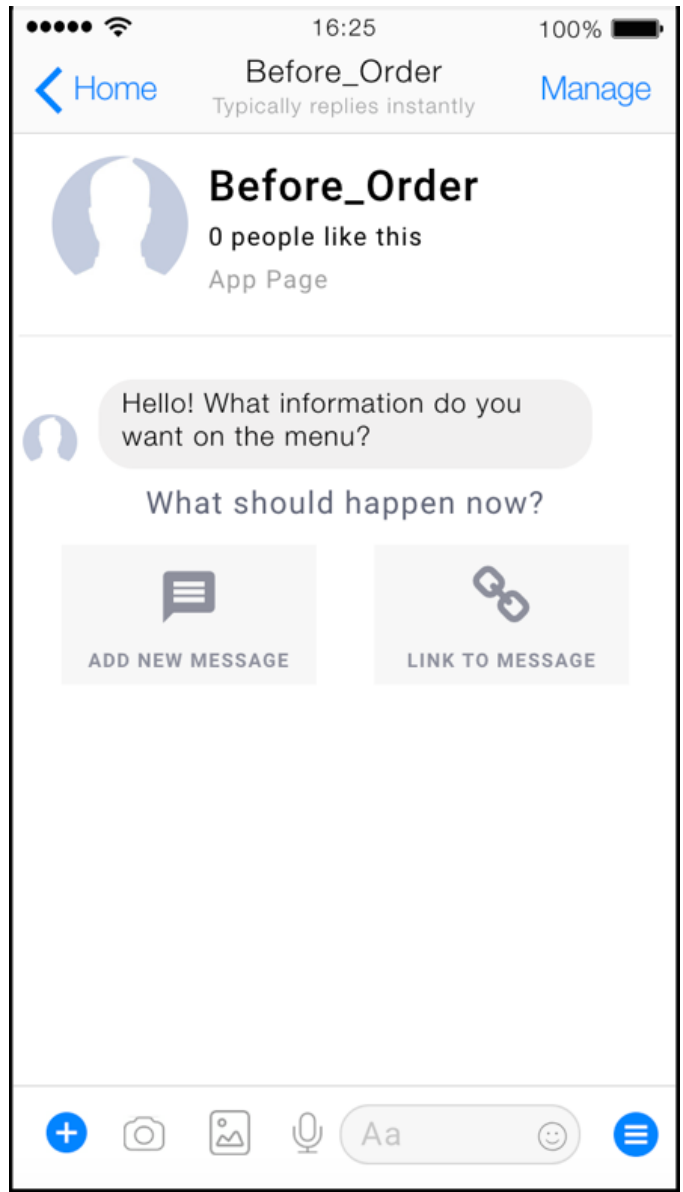 16:25
100%
Home
Before_Order
Manage
Typically replies instantly
Before_Order
0 people like this
App Page
Hello! What information do you
want on the menu?
What should happen now?
ADD NEW MESSAGE
LINK TO MESSAGE
Aa